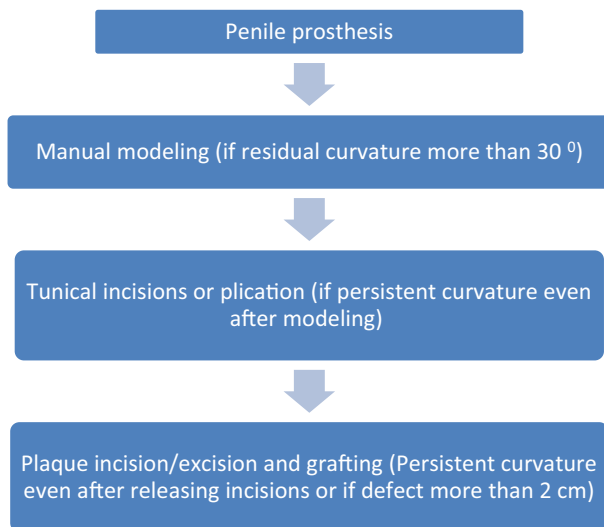 Penile prosthesis
Manual modeling (if residual curvature more than 30 ⁰)
Tunical incisions or plication (if persistent curvature even
after modeling)
Plaque incision/excision and grafting (Persistent curvature
even after releasing incisions or if defect more than 2 cm)